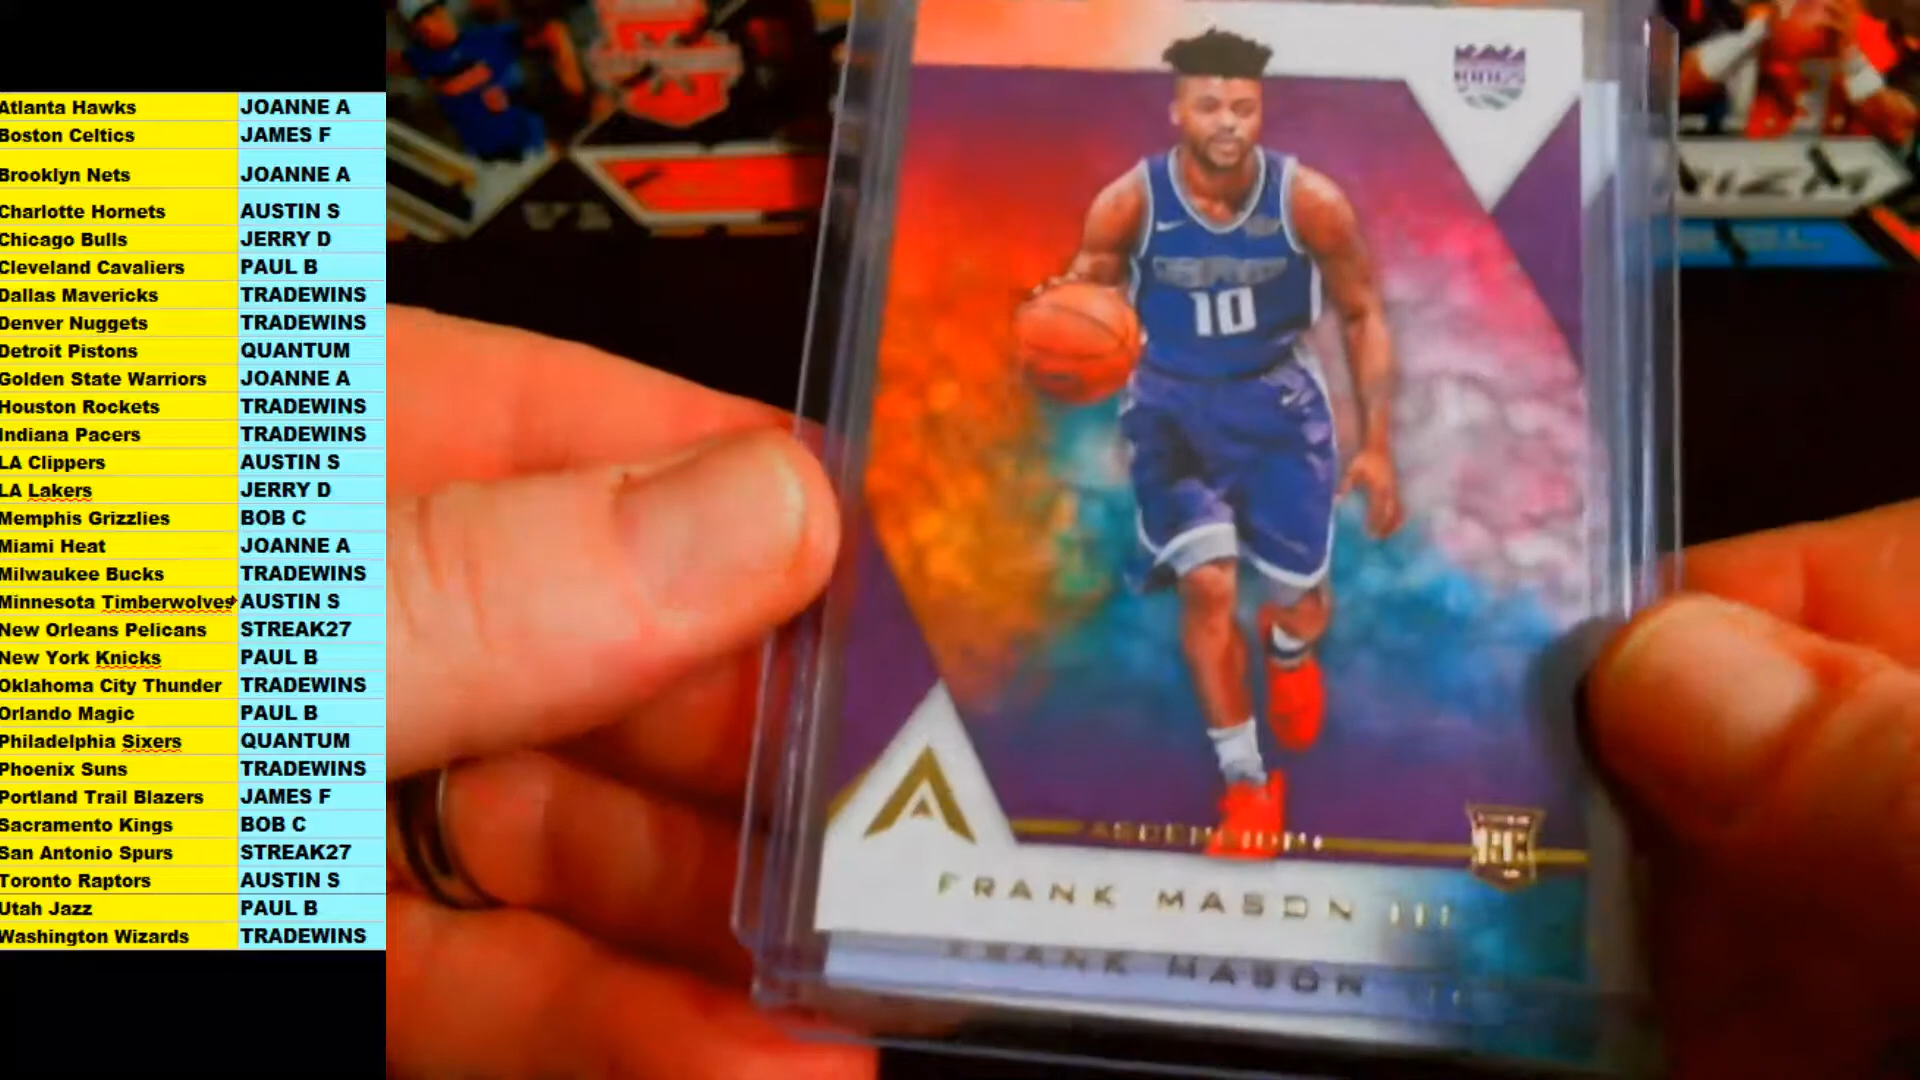 Atlanta Hawks JOANNE A
Boston Celtics JAMES F
Brooklyn Nets JOANNE A
Charlotte Hornets AUSTIN S
Chicago Bulls JERRY D
Cleveland Cavaliers PAUL B
Dallas Mavericks TRADEWINS
Denver Nuggets TRADEWINS
Detroit Pistons QUANTUM
Golden State Warriors JOANNE A
Houston Rockets TRADEWINS
Indiana Pacers TRADEWINS
LA Clippers AUSTIN S
LA Lakers JERRY D
Memphis Grizzlies BOB C
Miami Heat JOANNE A
Milwaukee Bucks TRADEWINS
Minnesota Timberwolves AUSTIN S
New Orleans Pelicans STREAK27
New York Knicks PAUL B
Oklahoma City Thunder TRADEWINS
Orlando Magic PAUL B
Philadelphia Sixers QUANTUM
Phoenix Suns TRADEWINS
Portland Trail Blazers JAMES F
Sacramento Kings BOB C
San Antonio Spurs STREAK27
Toronto Raptors AUSTIN S
Utah Jazz PAUL B
Washington Wizards TRADEWINS
KINGS
10
A
ASCENSION
RC
FRANK MASON III